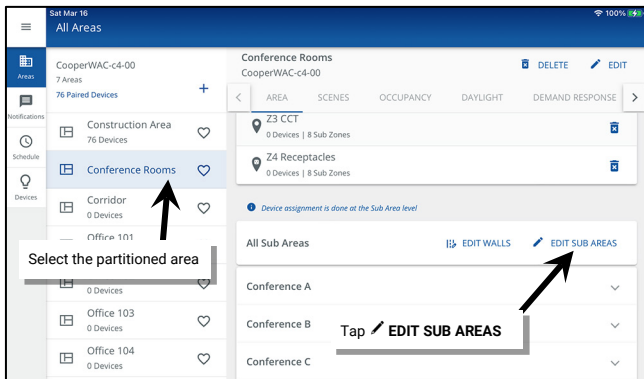 Sat Mar 16
100%
All Areas
Areas
Notifications
Schedule
Devices
CooperWAC-c4-00
7 Areas
76 Paired Devices
+
Construction Area
76 Devices
Conference Rooms
Corridor
0 Devices
Office 101
Select the partitioned area
0 Devices
Office 103
0 Devices
Office 104
0 Devices
Conference Rooms
CooperWAC-c4-00
DELETE
EDIT
AREA SCENES OCCUPANCY DAYLIGHT DEMAND RESPONSE
Z3 CCT
0 Devices | 8 Sub Zones
Z4 Receptacles
0 Devices | 8 Sub Zones
Device assignment is done at the Sub Area level
All Sub Areas
EDIT WALLS
EDIT SUB AREAS
Conference A
Conference B
Tap EDIT SUB AREAS
Conference C